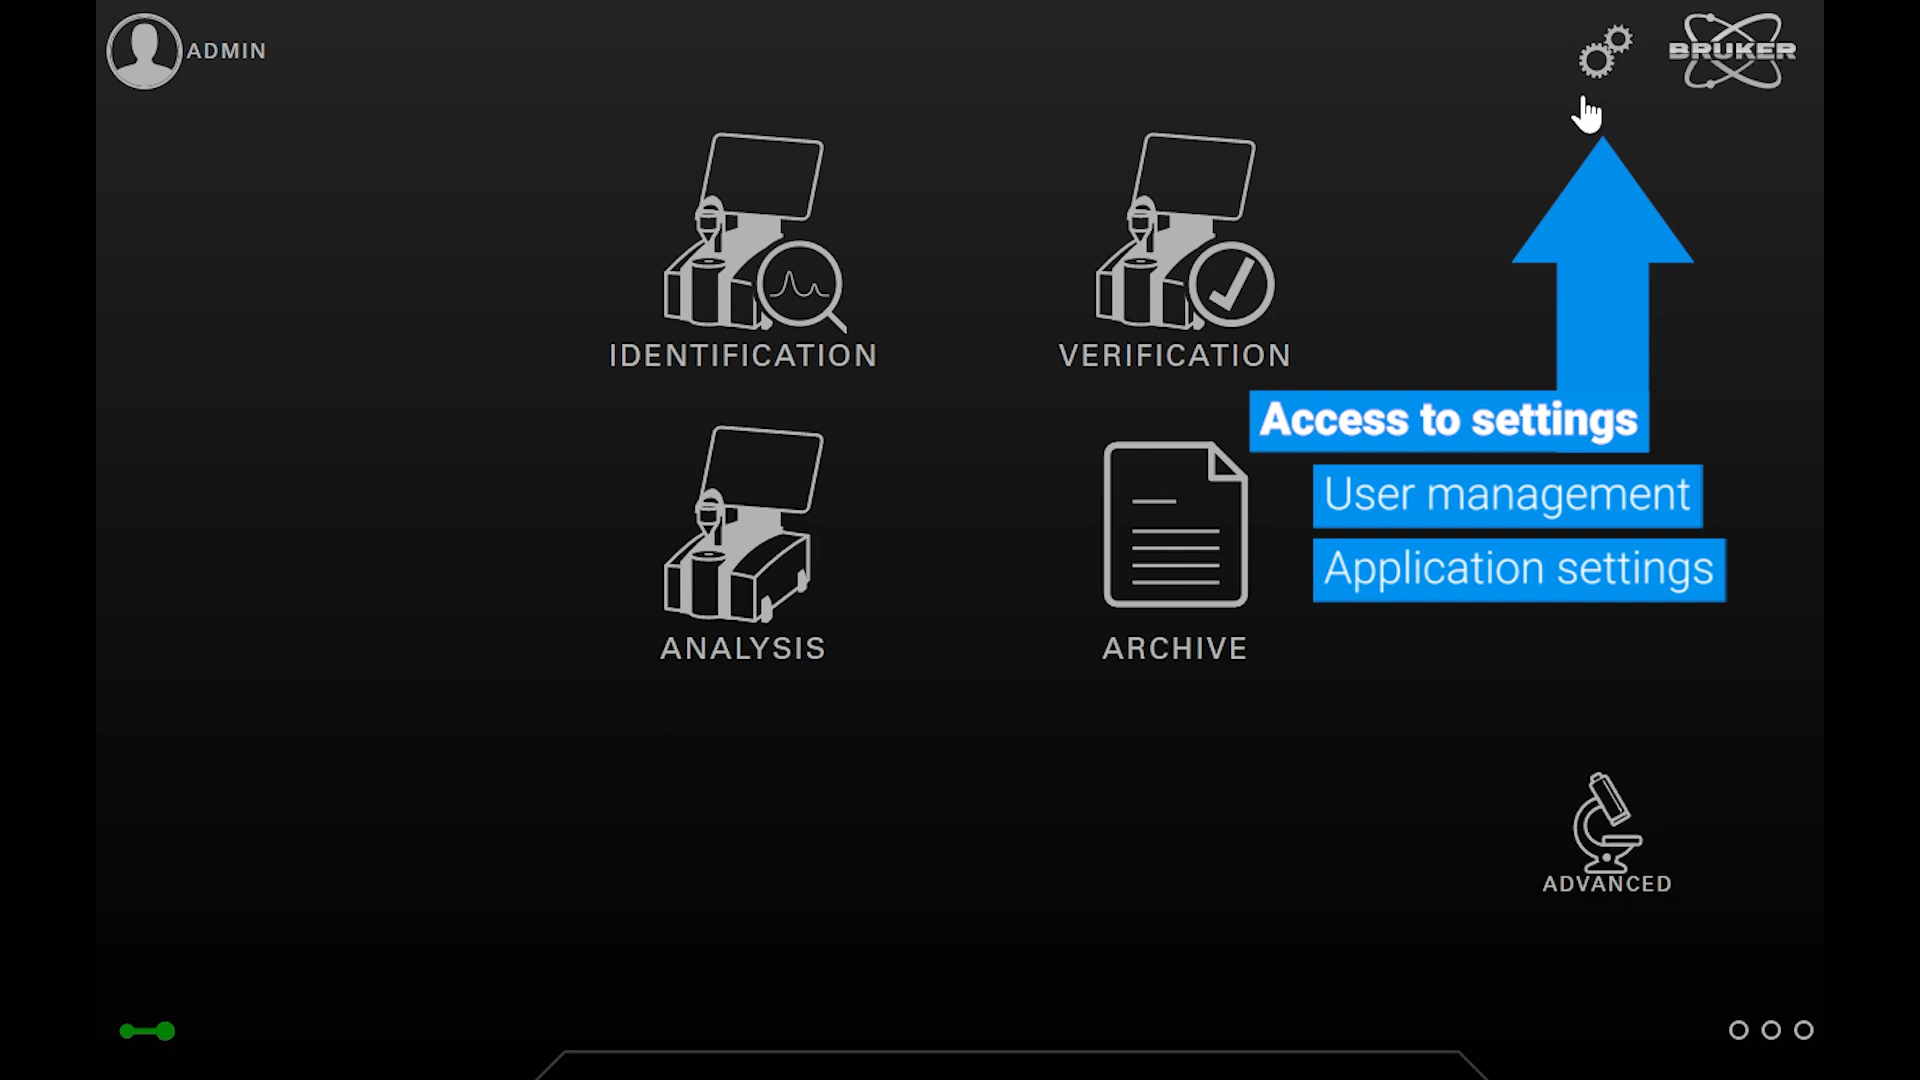 ADMIN
BRUKER
IDENTIFICATION
VERIFICATION
Access to settings
User management
Application settings
ANALYSIS
ARCHIVE
ADVANCED